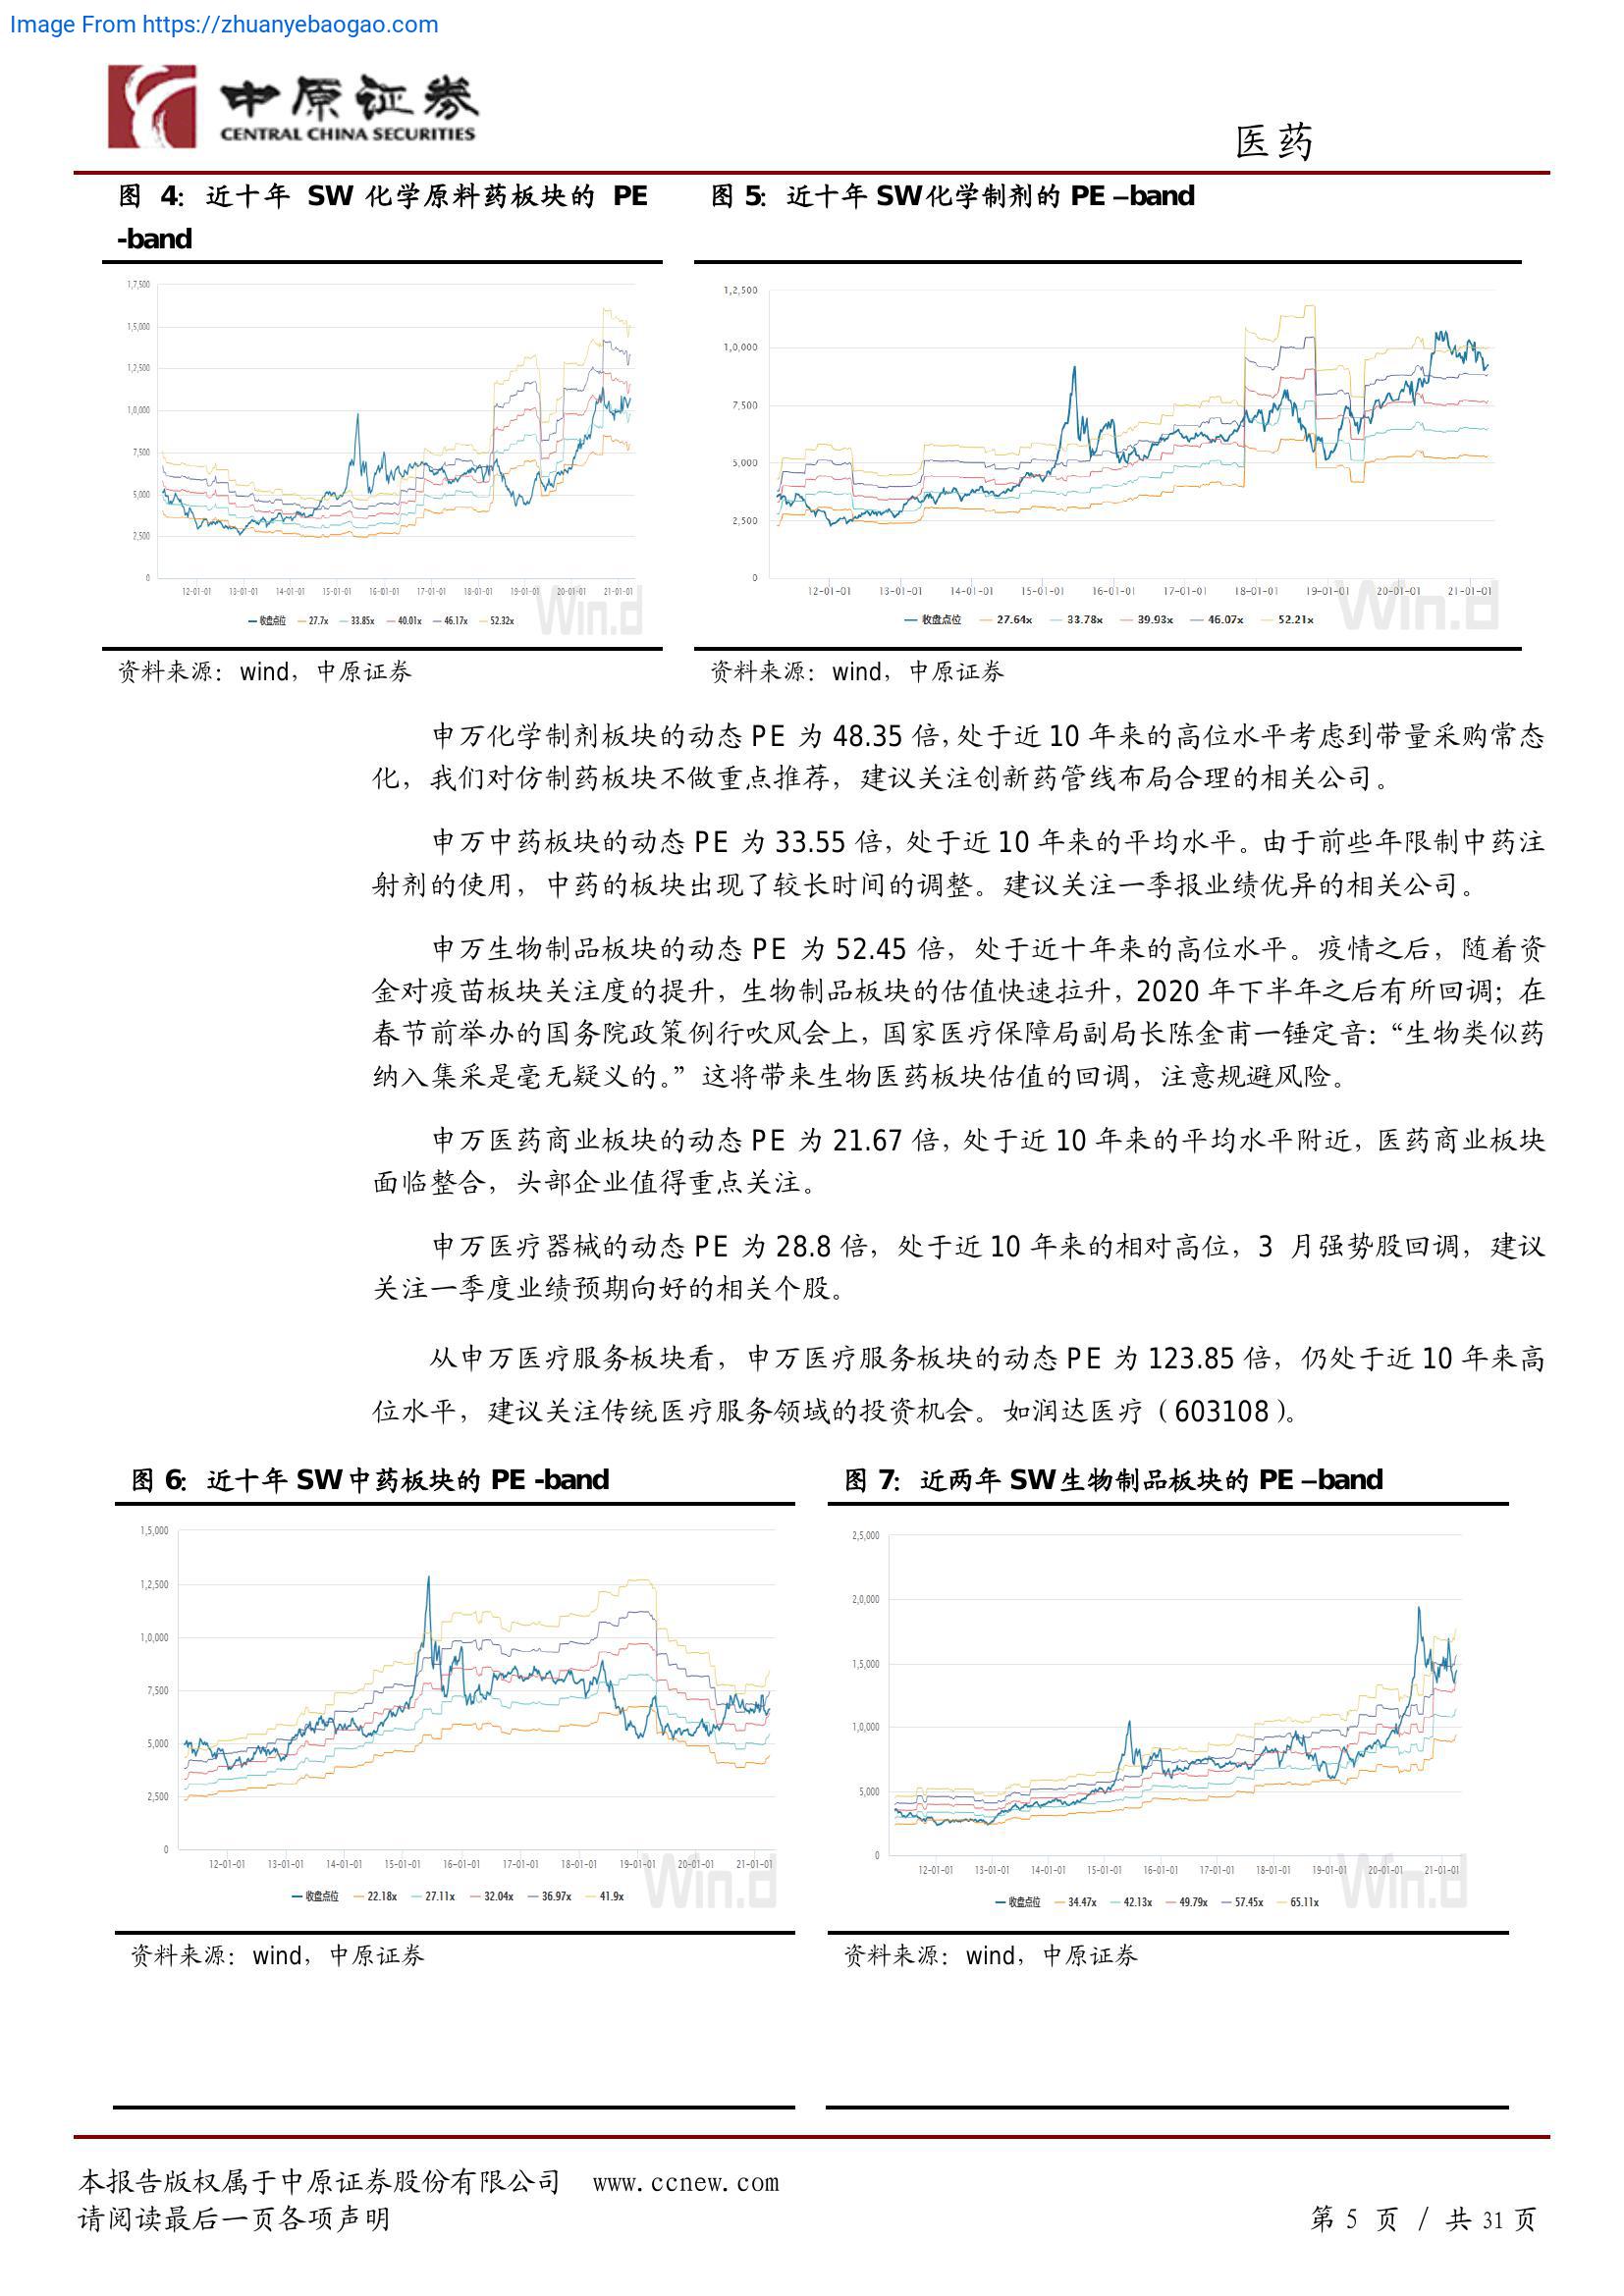 Image From https://zhuanyebaogao.com
中原证券
CENTRAL CHINA SECURITIES
医药
图 4：近十年 SW 化学原料药板块的 PE
-band
图 5：近十年 SW 化学制剂的 PE –band
1,7,500
1,5,000
1,2,500
1,0,000
7,500
5,000
2,500
0
12-01-01 13-01-01 14-01-01 15-01-01 16-01-01 17-01-01 18-01-01 19-01-01 20-01-01 21-01-01
收盘点位 27.7x 33.85x 40.01x 46.17x 52.32x
Win.d
1,2,500
1,0,000
7,500
5,000
2,500
0
12-01-01 13-01-01 14-01-01 15-01-01 16-01-01 17-01-01 18-01-01 19-01-01 20-01-01 21-01-01
收盘点位 27.64x 33.78x 39.93x 46.07x 52.21x
Win.d
资料来源：wind，中原证券
资料来源：wind，中原证券
申万化学制剂板块的动态 PE 为 48.35 倍，处于近 10 年来的高位水平考虑到带量采购常态
化，我们对仿制药板块不做重点推荐，建议关注创新药管线布局合理的相关公司。
申万中药板块的动态 PE 为 33.55 倍，处于近 10 年来的平均水平。由于前些年限制中药注
射剂的使用，中药的板块出现了较长时间的调整。建议关注一季报业绩优异的相关公司。
申万生物制品板块的动态 PE 为 52.45 倍，处于近十年来的高位水平。疫情之后，随着资
金对疫苗板块关注度的提升，生物制品板块的估值快速拉升，2020 年下半年之后有所回调；在
春节前举办的国务院政策例行吹风会上，国家医疗保障局副局长陈金甫一锤定音：“生物类似药
纳入集采是毫无疑义的。”这将带来生物医药板块估值的回调，注意规避风险。
申万医药商业板块的动态 PE 为 21.67 倍，处于近 10 年来的平均水平附近，医药商业板块
面临整合，头部企业值得重点关注。
申万医疗器械的动态 PE 为 28.8 倍，处于近 10 年来的相对高位，3 月强势股回调，建议
关注一季度业绩预期向好的相关个股。
从申万医疗服务板块看，申万医疗服务板块的动态 PE 为 123.85 倍，仍处于近 10 年来高
位水平，建议关注传统医疗服务领域的投资机会。如润达医疗（603108）。
图 6：近十年 SW 中药板块的 PE -band
图 7：近两年 SW 生物制品板块的 PE –band
1,5,000
1,2,500
1,0,000
7,500
5,000
2,500
0
12-01-01 13-01-01 14-01-01 15-01-01 16-01-01 17-01-01 18-01-01 19-01-01 20-01-01 21-01-01
收盘点位 22.18x 27.11x 32.04x 36.97x 41.9x
Win.d
2,5,000
2,0,000
1,5,000
1,0,000
5,000
0
12-01-01 13-01-01 14-01-01 15-01-01 16-01-01 17-01-01 18-01-01 19-01-01 20-01-01 21-01-01
收盘点位 34.47x 42.13x 49.79x 57.45x 65.11x
Win.d
资料来源：wind，中原证券
资料来源：wind，中原证券
本报告版权属于中原证券股份有限公司 www.ccnew.com
请阅读最后一页各项声明
第 5 页 / 共 31 页